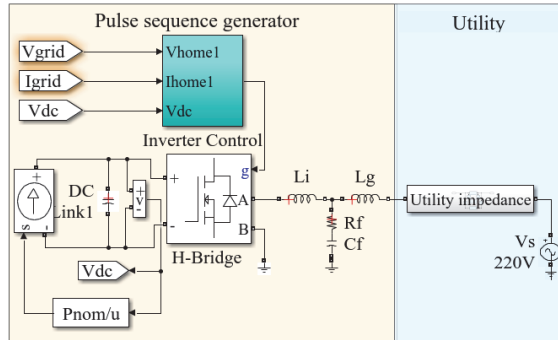 Pulse sequence generator
Utility
Vgrid
Igrid
Vdc
Vhome1
Ihome1
Vdc
Inverter Control
g
+
-
A
B
H-Bridge
DC
Link1
+
-
s
+
v
-
Vdc
Pnom/u
Li
Lg
Rf
Cf
Utility impedance
Vs
220V